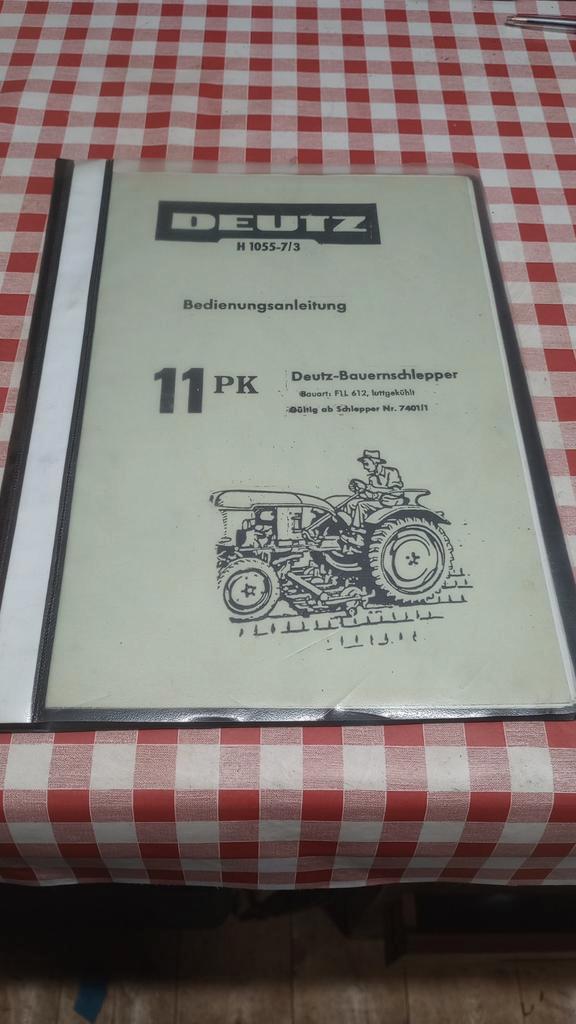 DEUTZ
H 1055-7/3
Bedienungsanleitung
11 PK
Deutz-Bauernschlepper
Bauart: F1L 612, luftgekühlt
Gültig ab Schlepper Nr. 7401/1